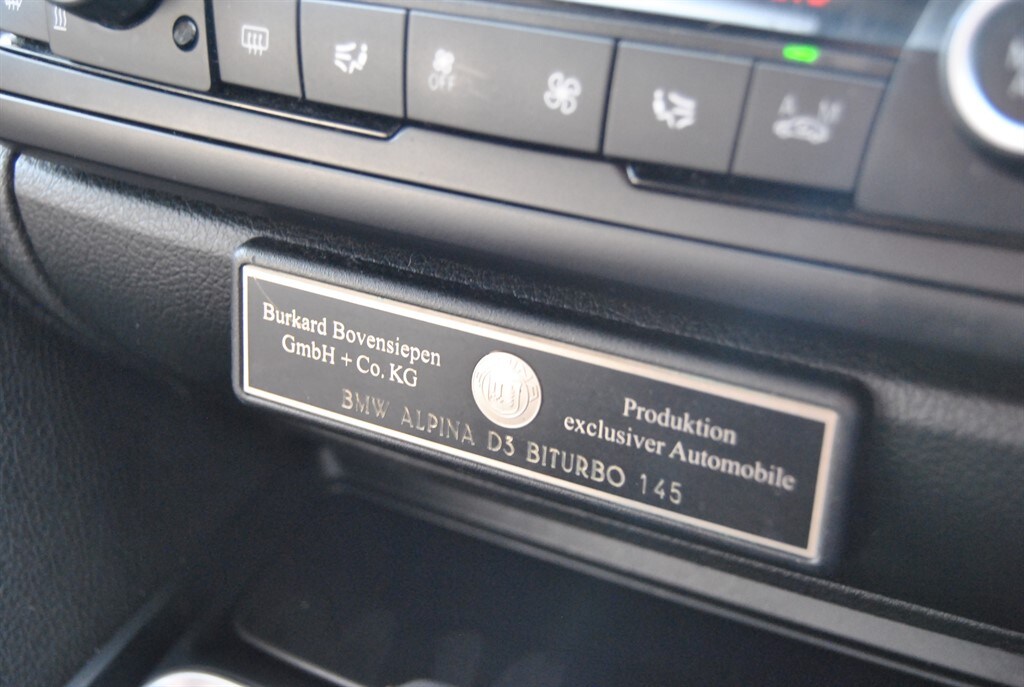 OFF
A M
Burkard Bovensiepen
GmbH + Co. KG
Produktion
exclusiver Automobile
BMW ALPINA D3 BITURBO 145